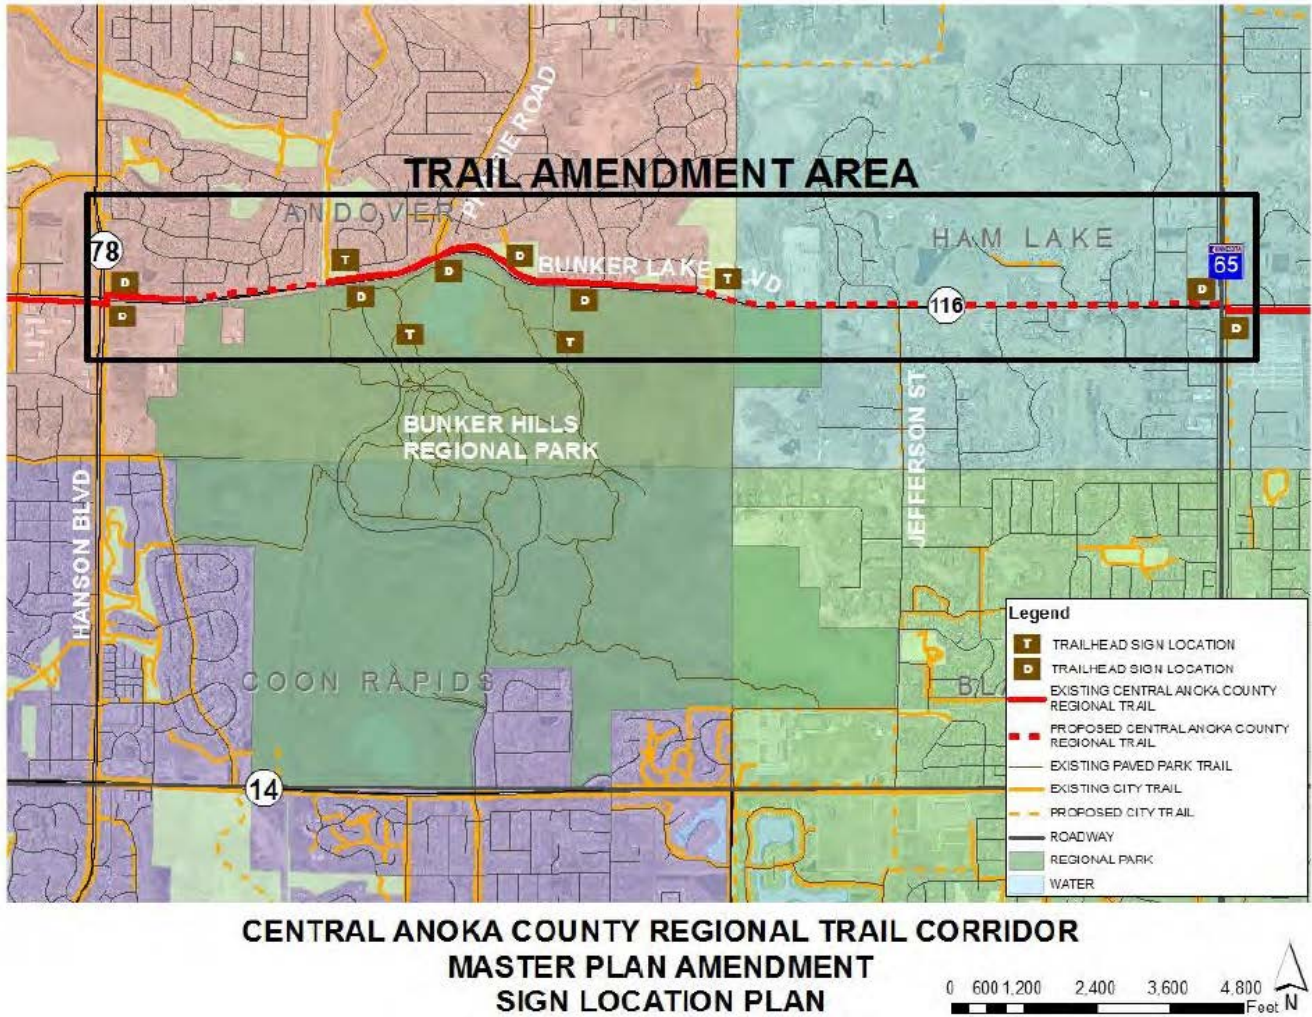 PRAIRIE ROAD
TRAIL AMENDMENT AREA
ANDOVER
78
HAM LAKE
MINNESOTA
65
T
D
D
BUNKER LAKE BLVD
T
D
D
D
D
D
116
D
T
T
D
BUNKER HILLS
REGIONAL PARK
HANSON BLVD
JEFFERSON ST
COON RAPIDS
BLA
14
Legend
T TRAILHEAD SIGN LOCATION
D TRAILHEAD SIGN LOCATION
EXISTING CENTRAL ANOKA COUNTY
REGIONAL TRAIL
PROPOSED CENTRAL ANOKA COUNTY
REGIONAL TRAIL
EXISTING PAVED PARK TRAIL
EXISTING CITY TRAIL
PROPOSED CITY TRAIL
ROADWAY
REGIONAL PARK
WATER
CENTRAL ANOKA COUNTY REGIONAL TRAIL CORRIDOR
MASTER PLAN AMENDMENT
SIGN LOCATION PLAN
0 600 1,200 2,400 3,600 4,800
Feet
N